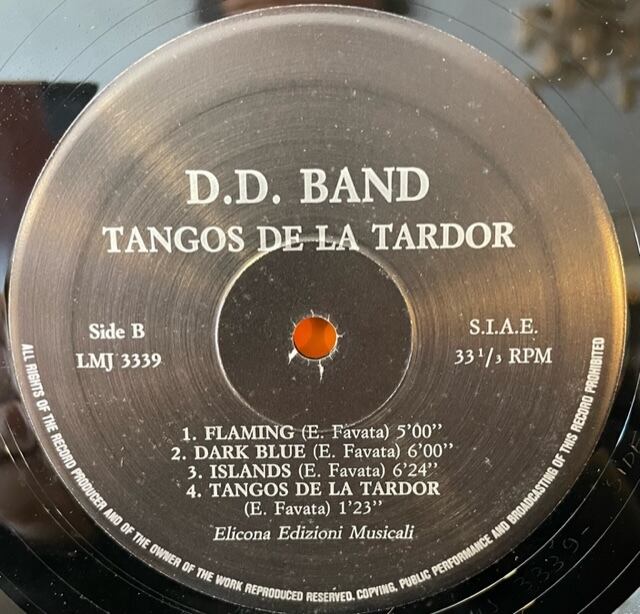 D.D. BAND
TANGOS DE LA TARDOR
Side B
LMJ 3339
S.I.A.E.
33 1/3 RPM
1. FLAMING (E. Favata) 5'00''
2. DARK BLUE (E. Favata) 6'00''
3. ISLANDS (E. Favata) 6'24''
4. TANGOS DE LA TARDOR
(E. Favata) 1'23''
Elicona Edizioni Musicali
ALL RIGHTS OF THE RECORD PRODUCER AND OF THE OWNER OF THE WORK REPRODUCED RESERVED. COPYING, PUBLIC PERFORMANCE AND BROADCASTING OF THIS RECORD PROHIBITED